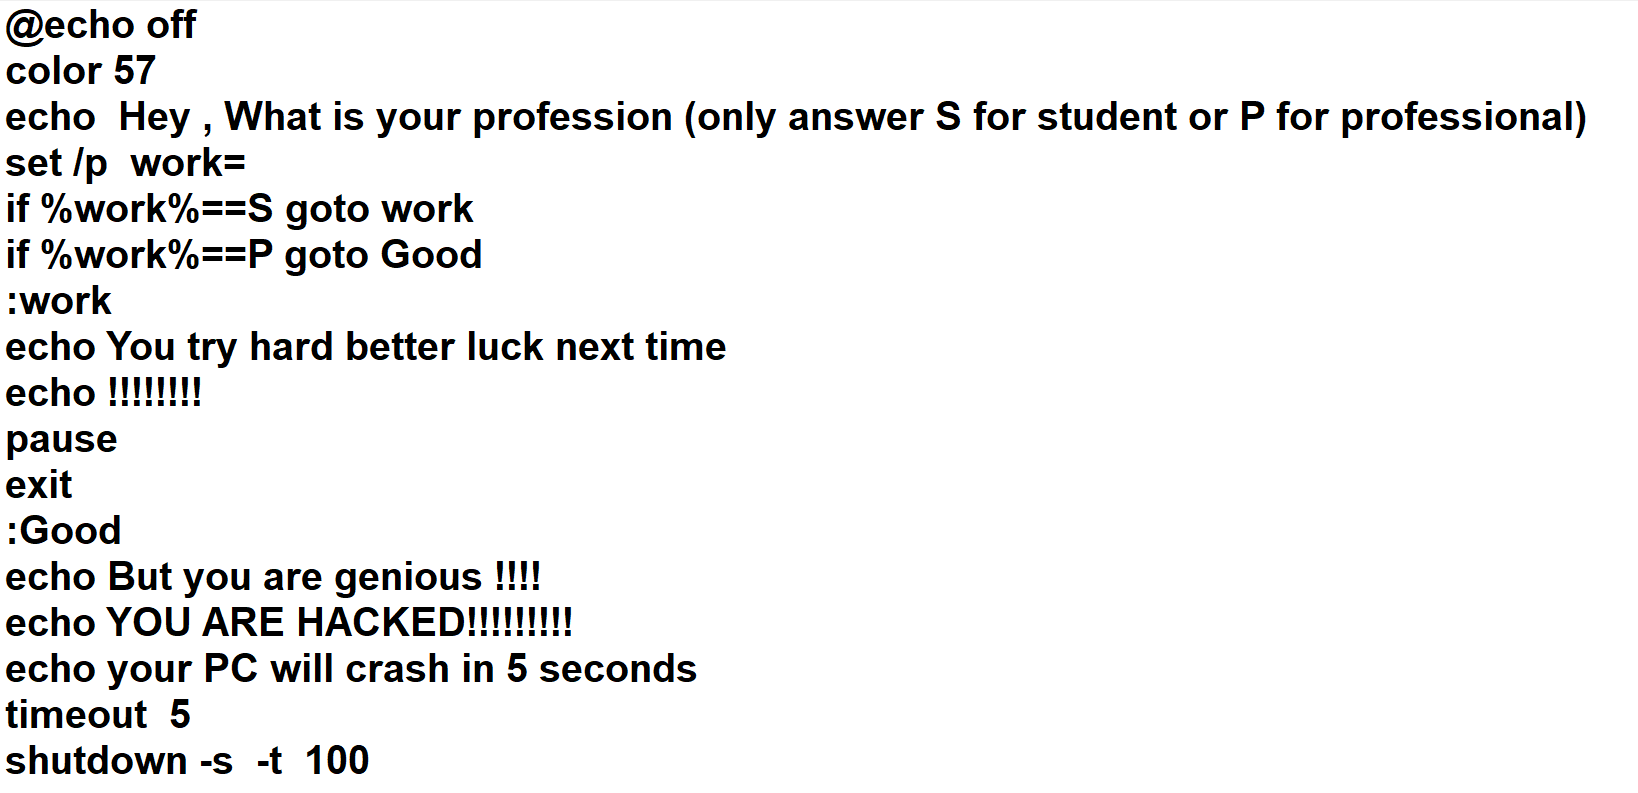 @echo off
color 57
echo  Hey , What is your profession (only answer S for student or P for professional)
set /p  work=
if %work%==S goto work
if %work%==P goto Good
:work
echo You try hard better luck next time
echo !!!!!!!!
pause
exit
:Good
echo But you are genious !!!!
echo YOU ARE HACKED!!!!!!!!!
echo your PC will crash in 5 seconds
timeout  5
shutdown -s  -t  100